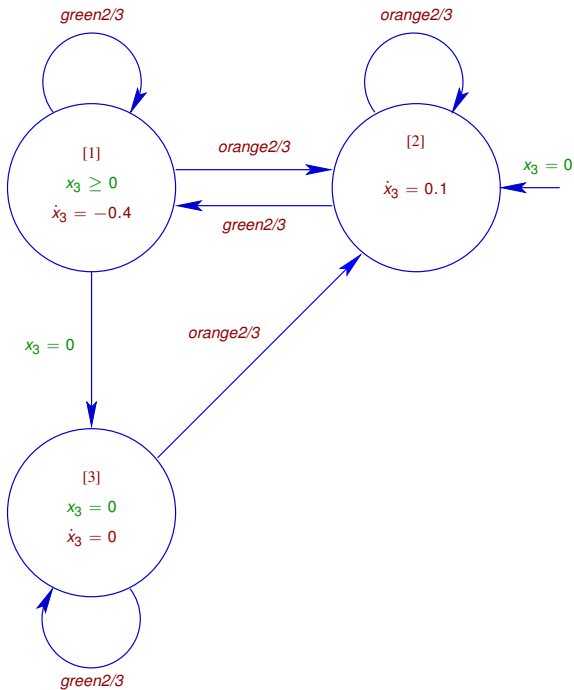 green2/3
orange2/3
[1]
x₃ ≥ 0
ẋ₃ = −0.4
orange2/3
green2/3
[2]
ẋ₃ = 0.1
x₃ = 0
x₃ = 0
orange2/3
[3]
x₃ = 0
ẋ₃ = 0
green2/3